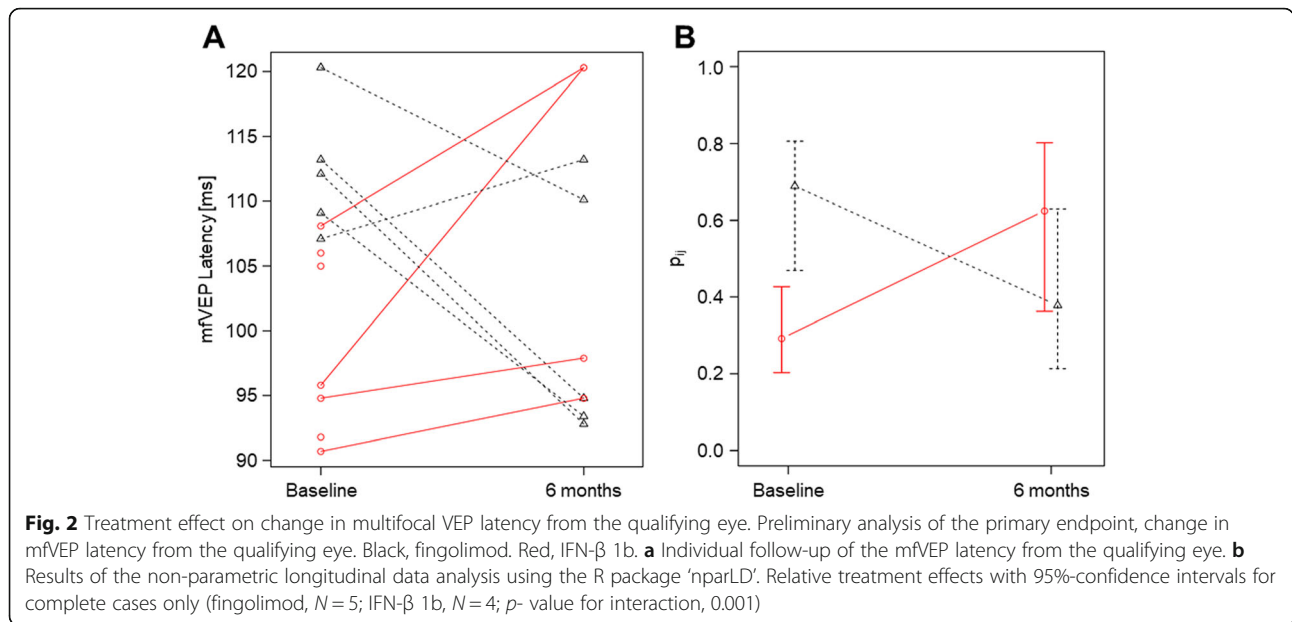 A
B
mfVEP Latency [ms]
120
115
110
105
100
95
90
Baseline
6 months
pij
1.0
0.8
0.6
0.4
0.2
0.0
Baseline
6 months
Fig. 2 Treatment effect on change in multifocal VEP latency from the qualifying eye. Preliminary analysis of the primary endpoint, change in
mfVEP latency from the qualifying eye. Black, fingolimod. Red, IFN-β 1b. a Individual follow-up of the mfVEP latency from the qualifying eye. b
Results of the non-parametric longitudinal data analysis using the R package ‘nparLD’. Relative treatment effects with 95%-confidence intervals for
complete cases only (fingolimod, N = 5; IFN-β 1b, N = 4; p- value for interaction, 0.001)